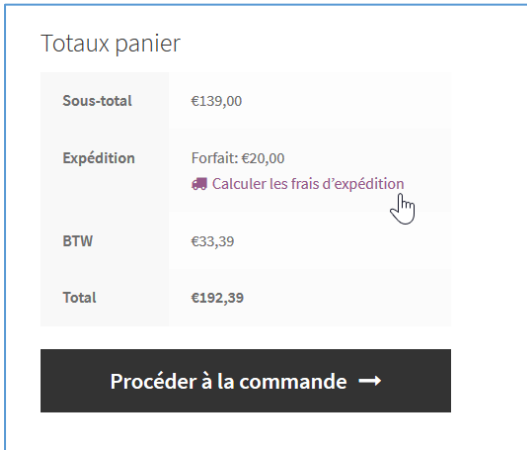 Totaux panier
Sous-total €139,00
Expédition Forfait: €20,00
Calculer les frais d’expédition
BTW €33,39
Total €192,39
Procéder à la commande →